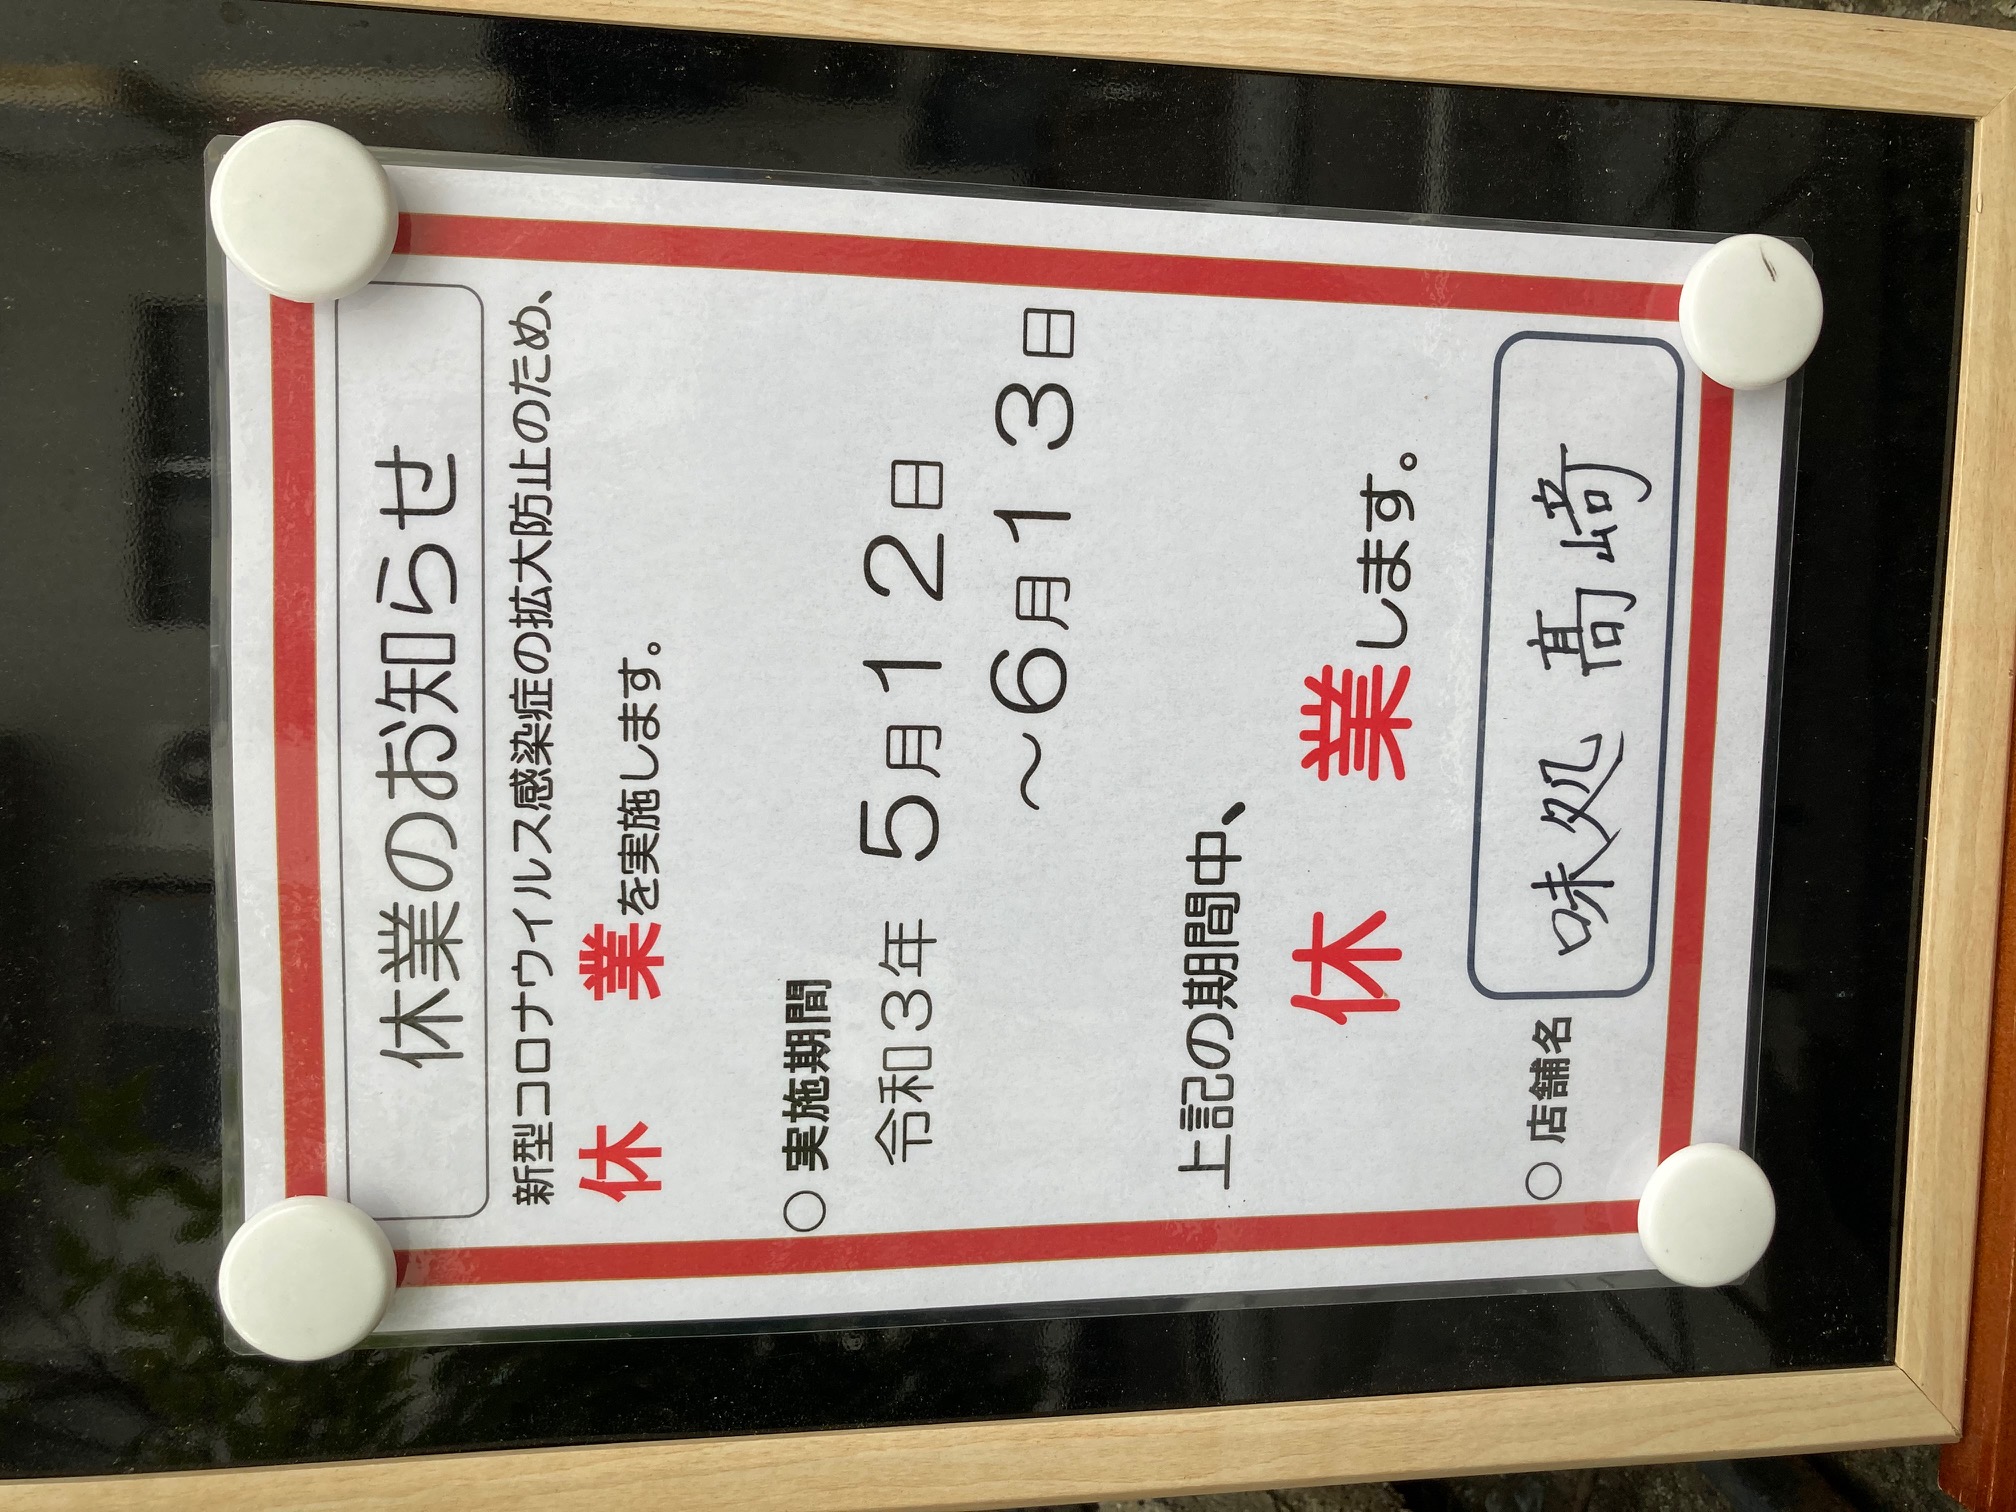 休業のお知らせ
新型コロナウイルス感染症の拡大防止のため、
休　業を実施します。
○ 実施期間
令和3年 5月12日
～6月13日
上記の期間中、
休　業します。
○ 店舗名 味処 髙﨑